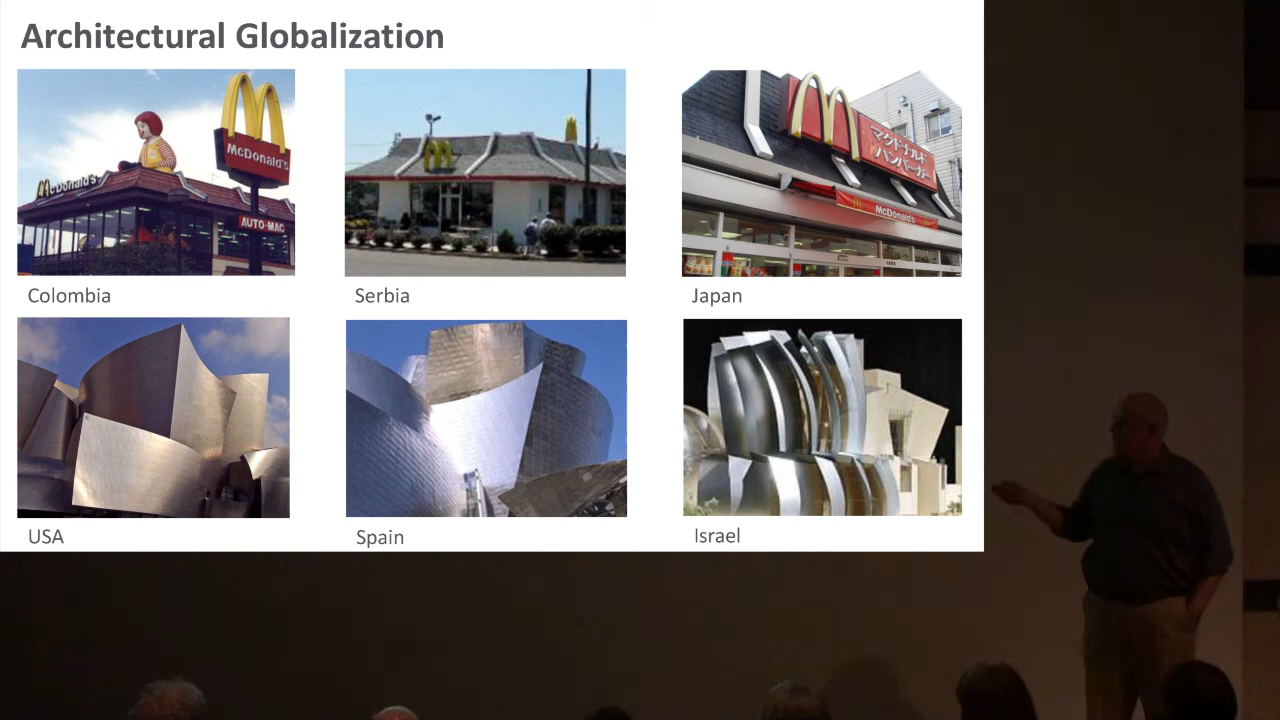 Architectural Globalization
McDonald's
McDonald's
AUTO-MAC
マクドナルド
ハンバーガー
McDonald's
Colombia
Serbia
Japan
USA
Spain
Israel